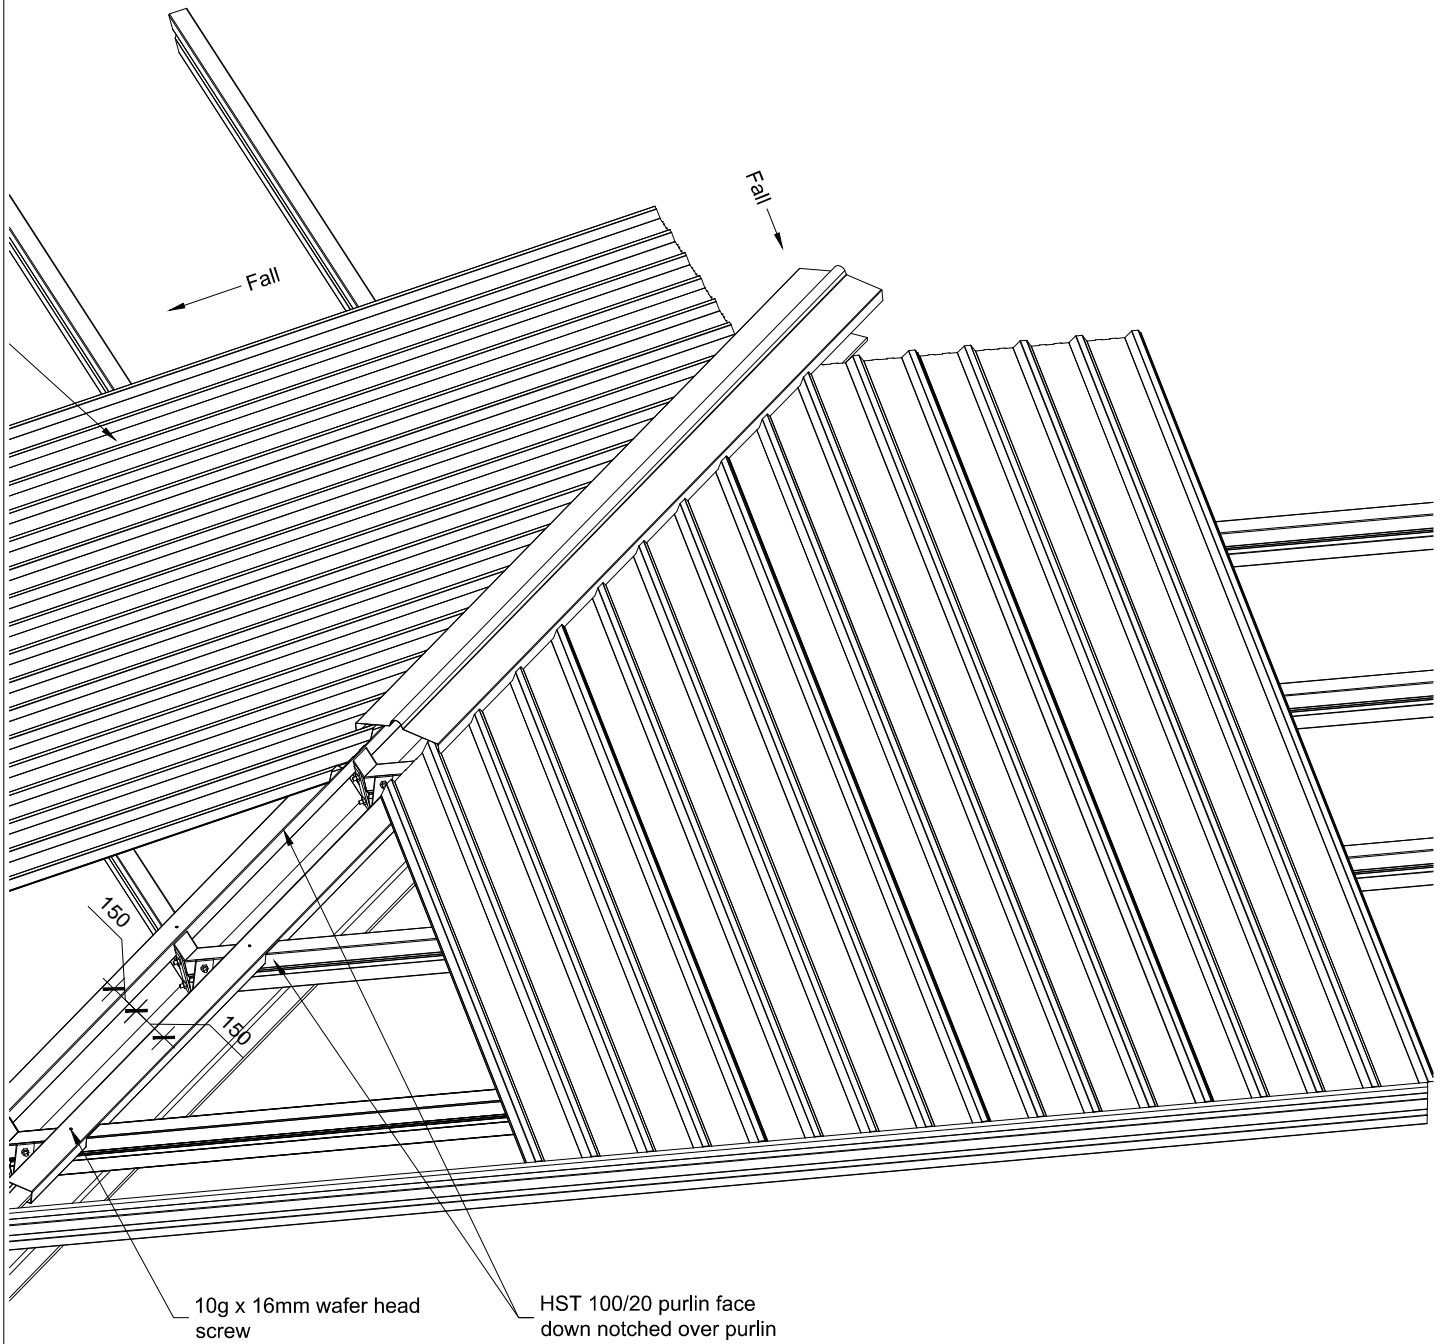 Fall
Fall
150
150
10g x 16mm wafer head
screw
HST 100/20 purlin face
down notched over purlin